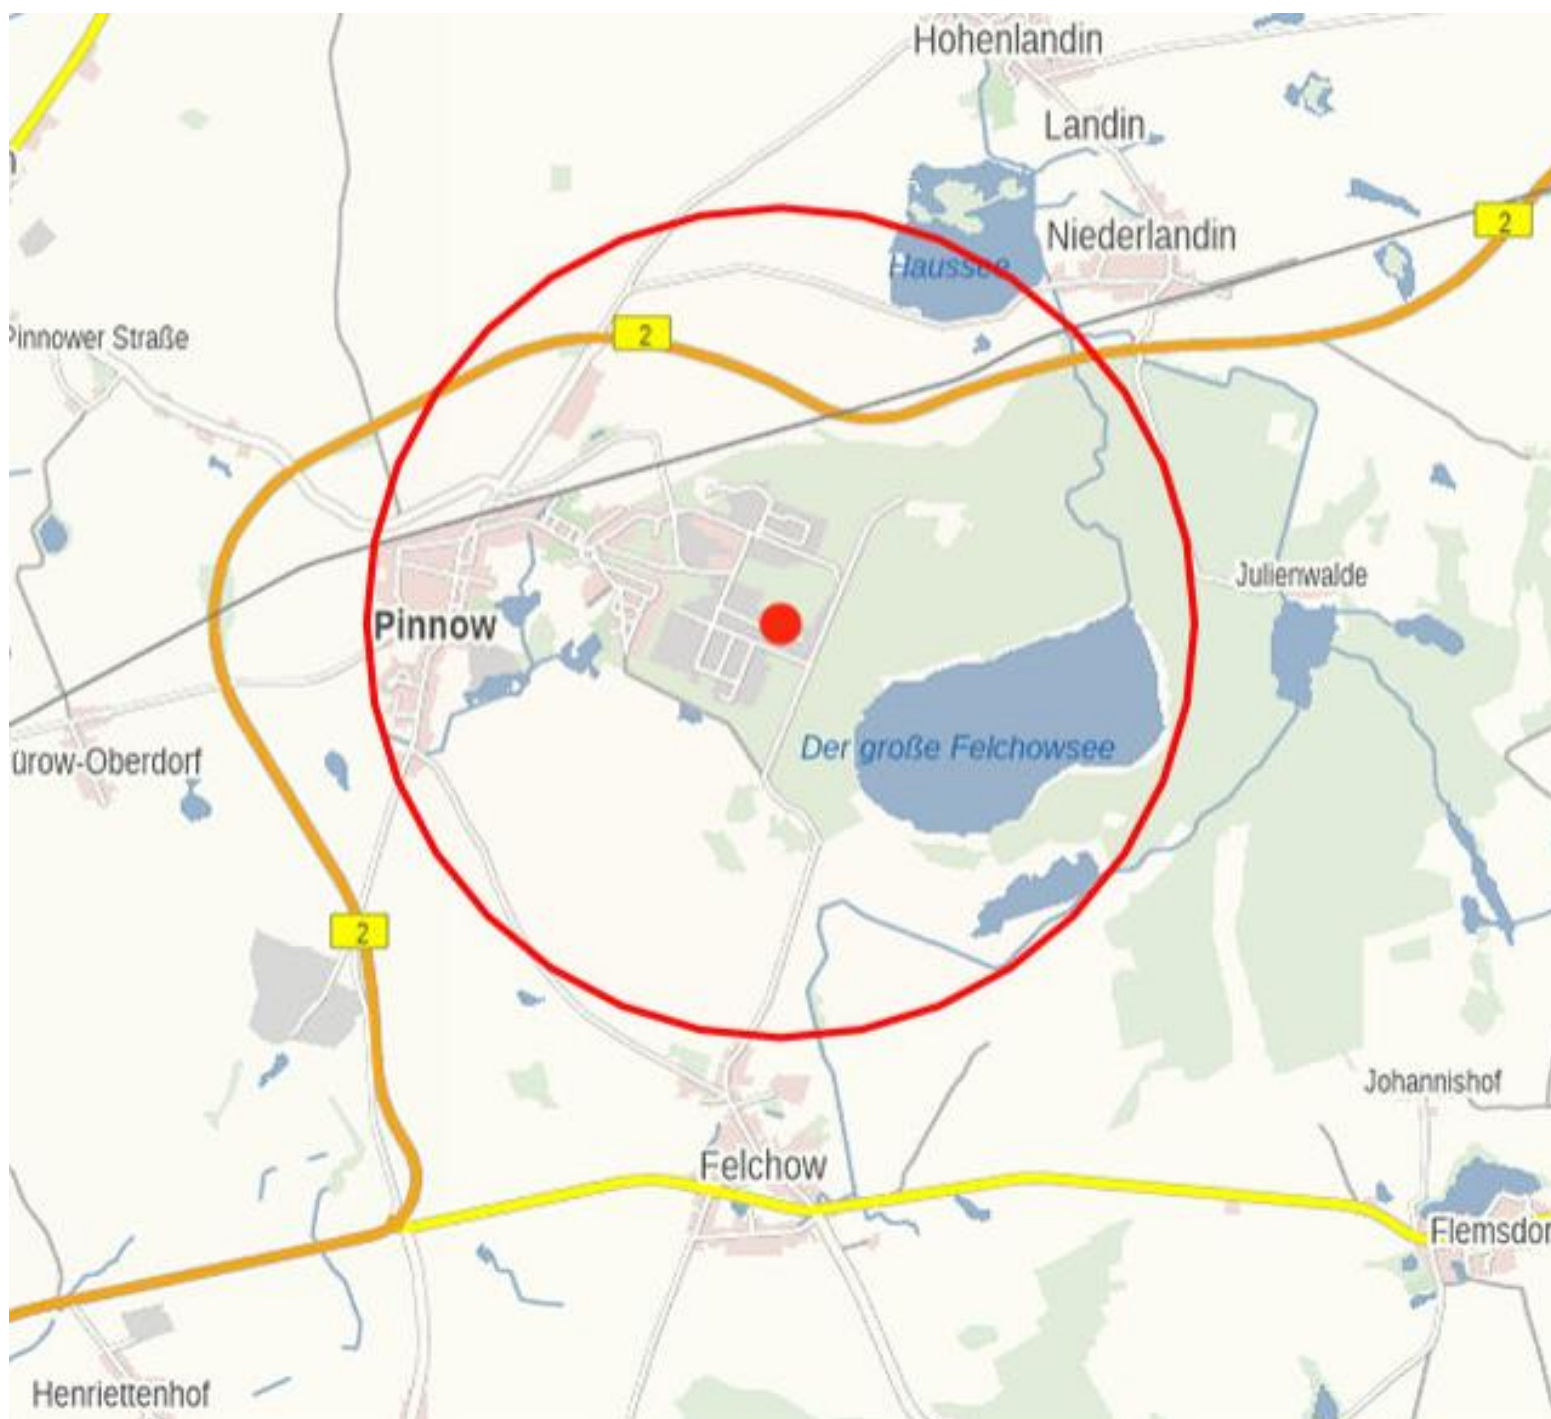 Hohenlandin
Landin
2
Niederlandin
Haussee
2
Pinnower Straße
Julienwalde
Pinnow
Der große Felchowsee
ürow-Oberdorf
2
Johannishof
Felchow
Flemsdor
Henriettenhof